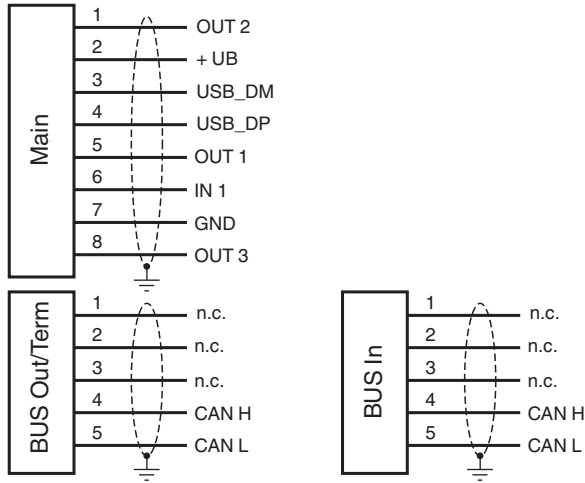 Main
1 OUT 2
2 + UB
3 USB_DM
4 USB_DP
5 OUT 1
6 IN 1
7 GND
8 OUT 3
BUS Out/Term
1 n.c.
2 n.c.
3 n.c.
4 CAN H
5 CAN L
BUS In
1 n.c.
2 n.c.
3 n.c.
4 CAN H
5 CAN L